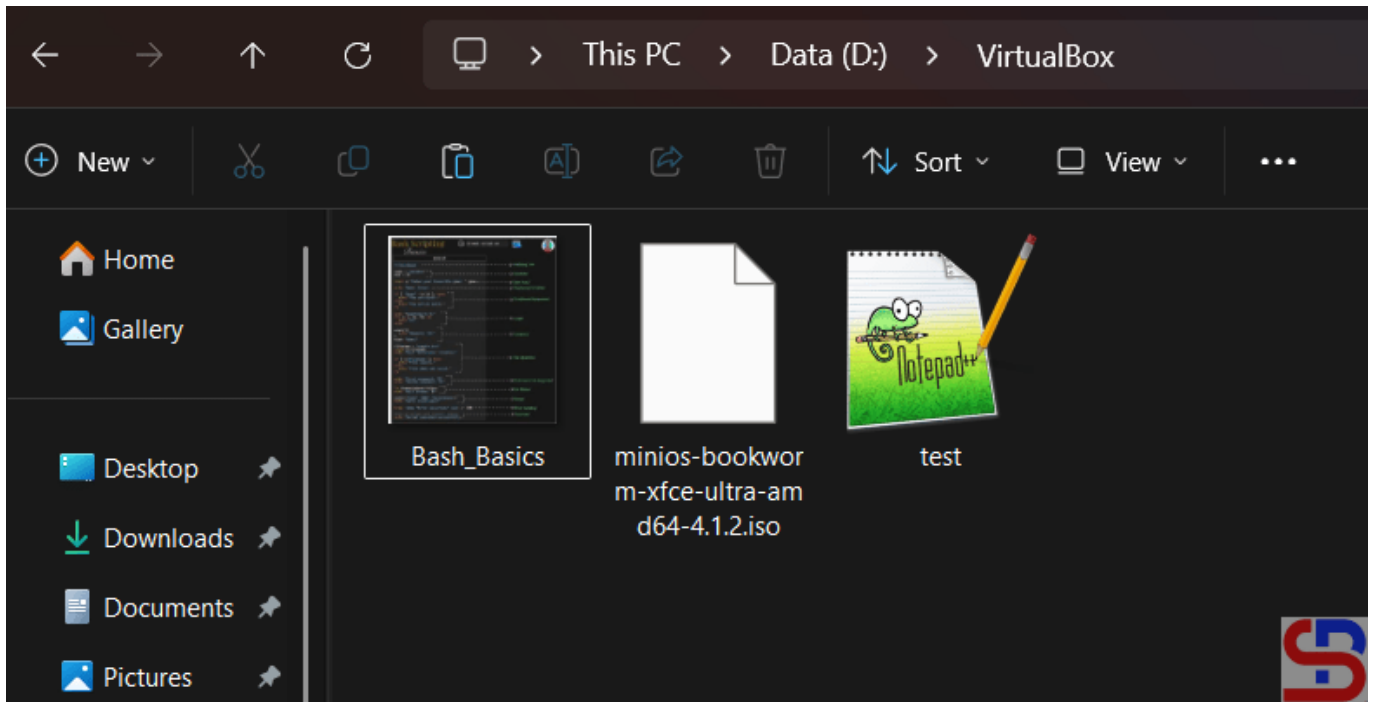 This PC > Data (D:) > VirtualBox
New
Sort
View
Home
Gallery
Desktop
Downloads
Documents
Pictures
Bash_Basics
minios-bookwor
m-xfce-ultra-am
d64-4.1.2.iso
Notepad++
test